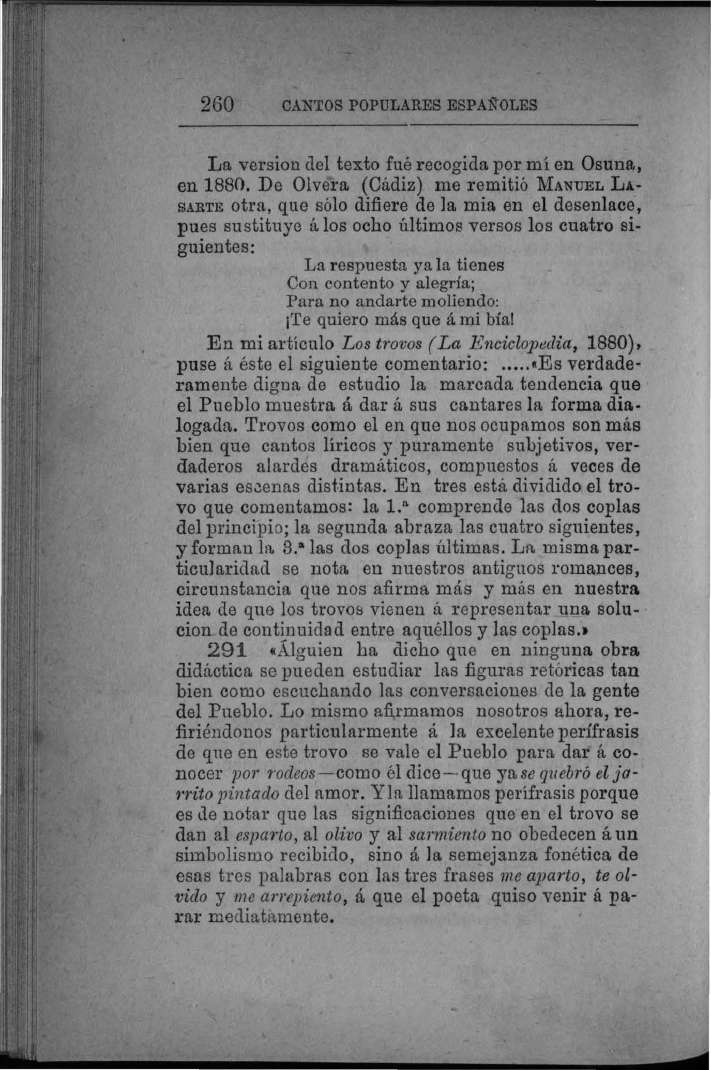 260 CANTOS POPULARES ESPAÑOLES
La version del texto fué recogida por mí en Osuna,
en 1880. De Olvera (Cádiz) me remitió MANUEL LA-
SARTE otra, que sólo difiere de la mia en el desenlace,
pues sustituye á los ocho últimos versos los cuatro si-
guientes:
La respuesta ya la tienes
Con contento y alegría;
Para no andarte moliendo:
¡Te quiero más que á mi bía!
En mi artículo Los trovos (La Enciclopedia, 1880),
puse á éste el siguiente comentario: .....«Es verdade-
ramente digna de estudio la marcada tendencia que
el Pueblo muestra á dar á sus cantares la forma dia-
logada. Trovos como el en que nos ocupamos son más
bien que cantos líricos y puramente subjetivos, ver-
daderos alardes dramáticos, compuestos á veces de
varias escenas distintas. En tres está dividido el tro-
vo que comentamos: la 1.ª comprende las dos coplas
del principio; la segunda abraza las cuatro siguientes,
y forman la 3.ª las dos coplas últimas. La misma par-
ticularidad se nota en nuestros antiguos romances,
circunstancia que nos afirma más y más en nuestra
idea de que los trovos vienen á representar una solu-
cion de continuidad entre aquéllos y las coplas.»
291 «Álguien ha dicho que en ninguna obra
didáctica se pueden estudiar las figuras retóricas tan
bien como escuchando las conversaciones de la gente
del Pueblo. Lo mismo afirmamos nosotros ahora, re-
firiéndonos particularmente á la excelente perífrasis
de que en este trovo se vale el Pueblo para dar á co-
nocer por rodeos—como él dice—que ya se quebró el ja-
rrito pintado del amor. Y la llamamos perífrasis porque
es de notar que las significaciones que en el trovo se
dan al esparto, al olivo y al sarmiento no obedecen á un
simbolismo recibido, sino á la semejanza fonética de
esas tres palabras con las tres frases me aparto, te ol-
vido y me arrepiento, á que el poeta quiso venir á pa-
rar mediatamente.